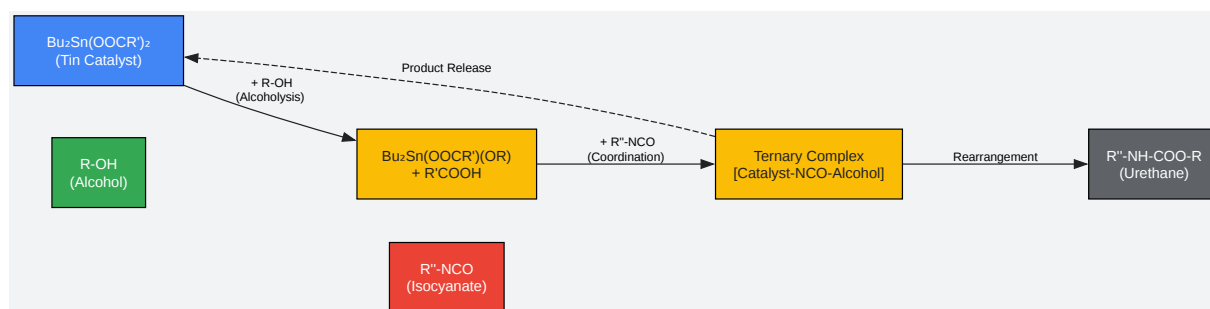 Bu₂Sn(OOCR')₂
(Tin Catalyst)
Product Release
+ R-OH
(Alcoholysis)
R-OH
(Alcohol)
Bu₂Sn(OOCR')(OR)
+ R'COOH
+ R"-NCO
(Coordination)
Ternary Complex
[Catalyst-NCO-Alcohol]
Rearrangement
R"-NH-COO-R
(Urethane)
R"-NCO
(Isocyanate)